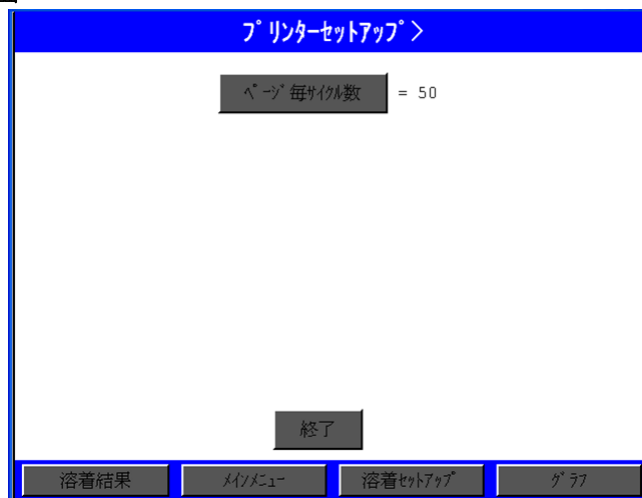 プリンターセットアップ>
ページ毎サイクル数 = 50
終了
溶着結果 メインメニュー 溶着セットアップ グラフ